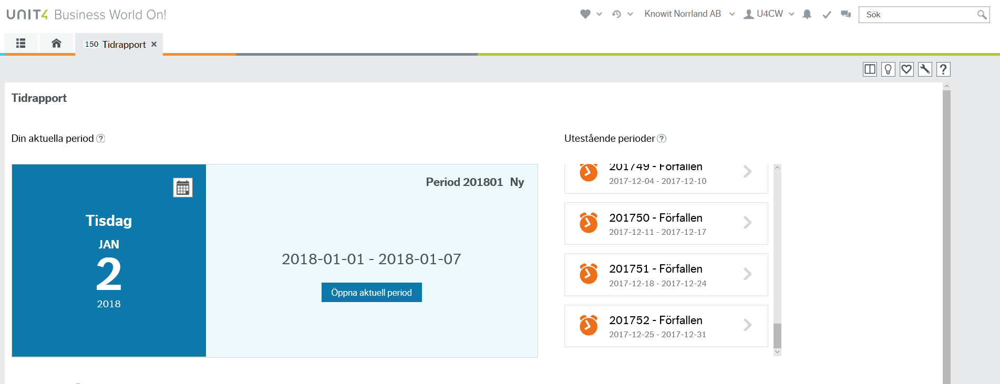 UNIT4 Business World On!
Knowit Norrland AB
U4CW
Sök
150 Tidrapport ×
Tidrapport
Din aktuella period ?
Utestående perioder ?
Tisdag
JAN
2
2018
Period 201801 Ny
2018-01-01 - 2018-01-07
Öppna aktuell period
201749 - Förfallen
2017-12-04 - 2017-12-10
201750 - Förfallen
2017-12-11 - 2017-12-17
201751 - Förfallen
2017-12-18 - 2017-12-24
201752 - Förfallen
2017-12-25 - 2017-12-31